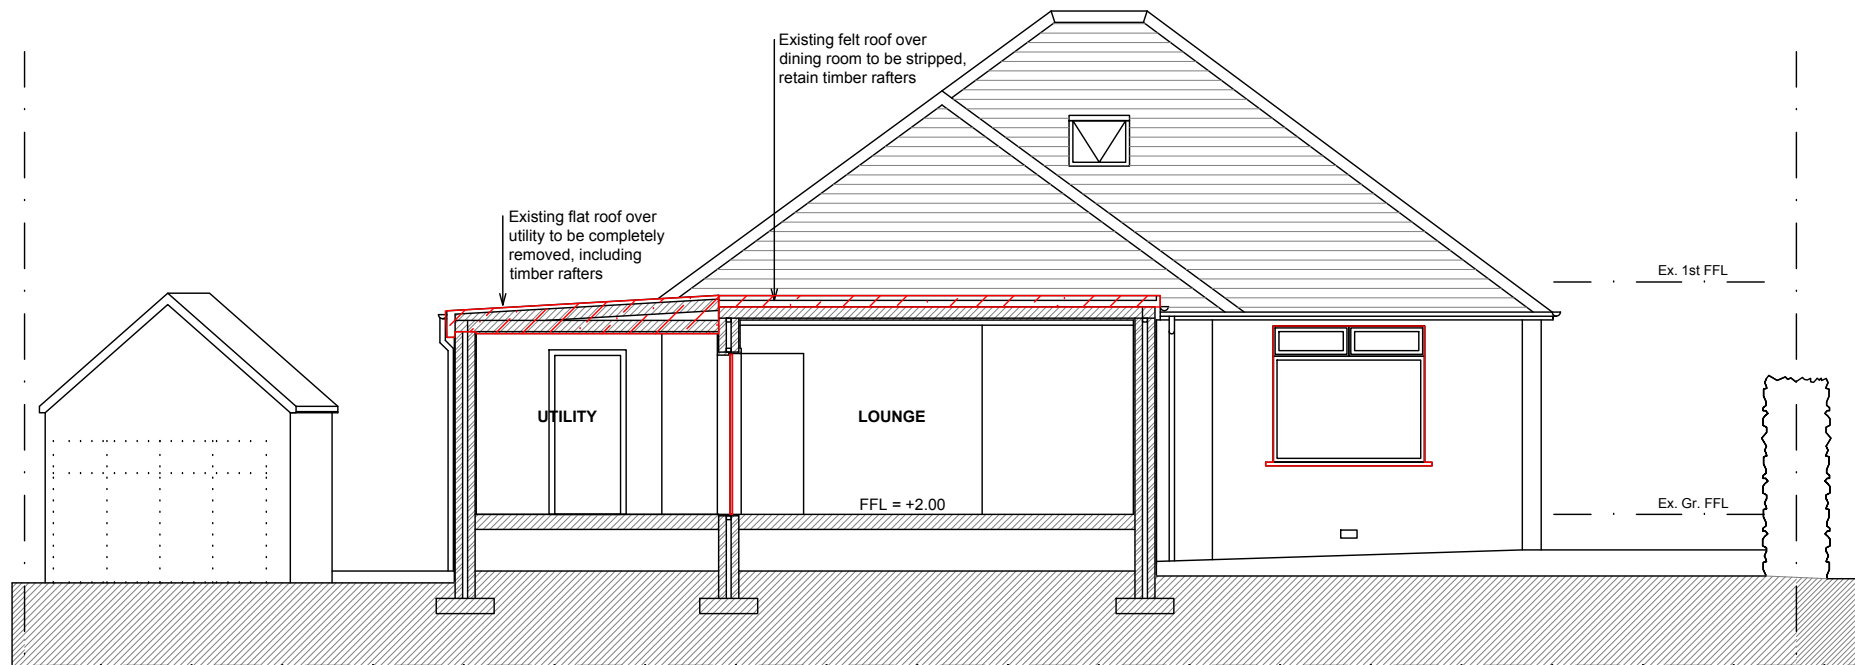 Existing felt roof over
dining room to be stripped,
retain timber rafters
Existing flat roof over
utility to be completely
removed, including
timber rafters
Ex. 1st FFL
UTILITY
LOUNGE
FFL = +2.00
Ex. Gr. FFL